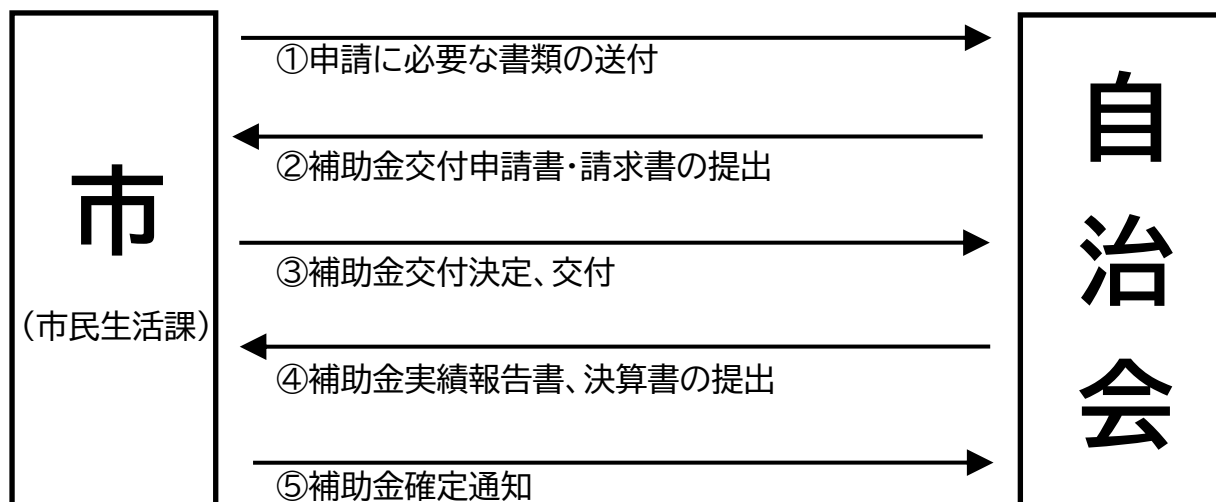 市
(市民生活課)
①申請に必要な書類の送付
②補助金交付申請書・請求書の提出
③補助金交付決定、交付
④補助金実績報告書、決算書の提出
⑤補助金確定通知
自治会